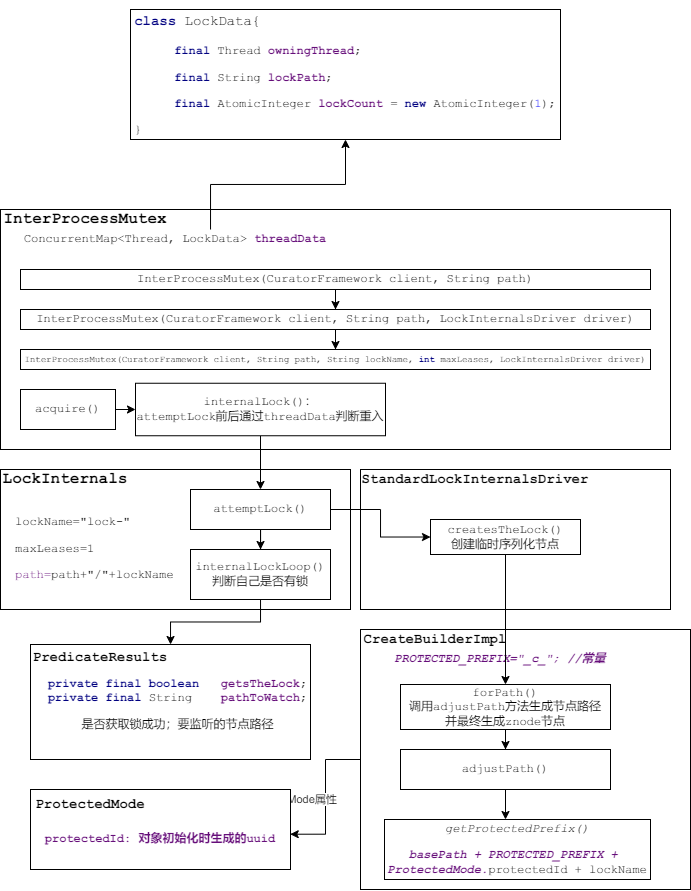 class LockData{
final Thread owningThread;
final String lockPath;
final AtomicInteger lockCount = new AtomicInteger(1);
}
InterProcessMutex
ConcurrentMap<Thread, LockData> threadData
InterProcessMutex(CuratorFramework client, String path)
InterProcessMutex(CuratorFramework client, String path, LockInternalsDriver driver)
InterProcessMutex(CuratorFramework client, String path, String lockName, int maxLeases, LockInternalsDriver driver)
acquire()
internalLock():
attemptLock前后通过threadData判断重入
LockInternals
lockName="lock-"
maxLeases=1
path=path+"/"+lockName
attemptLock()
internalLockLoop()
判断自己是否有锁
StandardLockInternalsDriver
createsTheLock()
创建临时序列化节点
PredicateResults
private final boolean getsTheLock;
private final String pathToWatch;
是否获取锁成功；要监听的节点路径
CreateBuilderImpl
PROTECTED_PREFIX="_c_"; //常量
forPath()
调用adjustPath方法生成节点路径
并最终生成znode节点
adjustPath()
getProtectedPrefix()
basePath + PROTECTED_PREFIX +
ProtectedMode.protectedId + lockName
Mode属性
ProtectedMode
protectedId: 对象初始化时生成的uuid